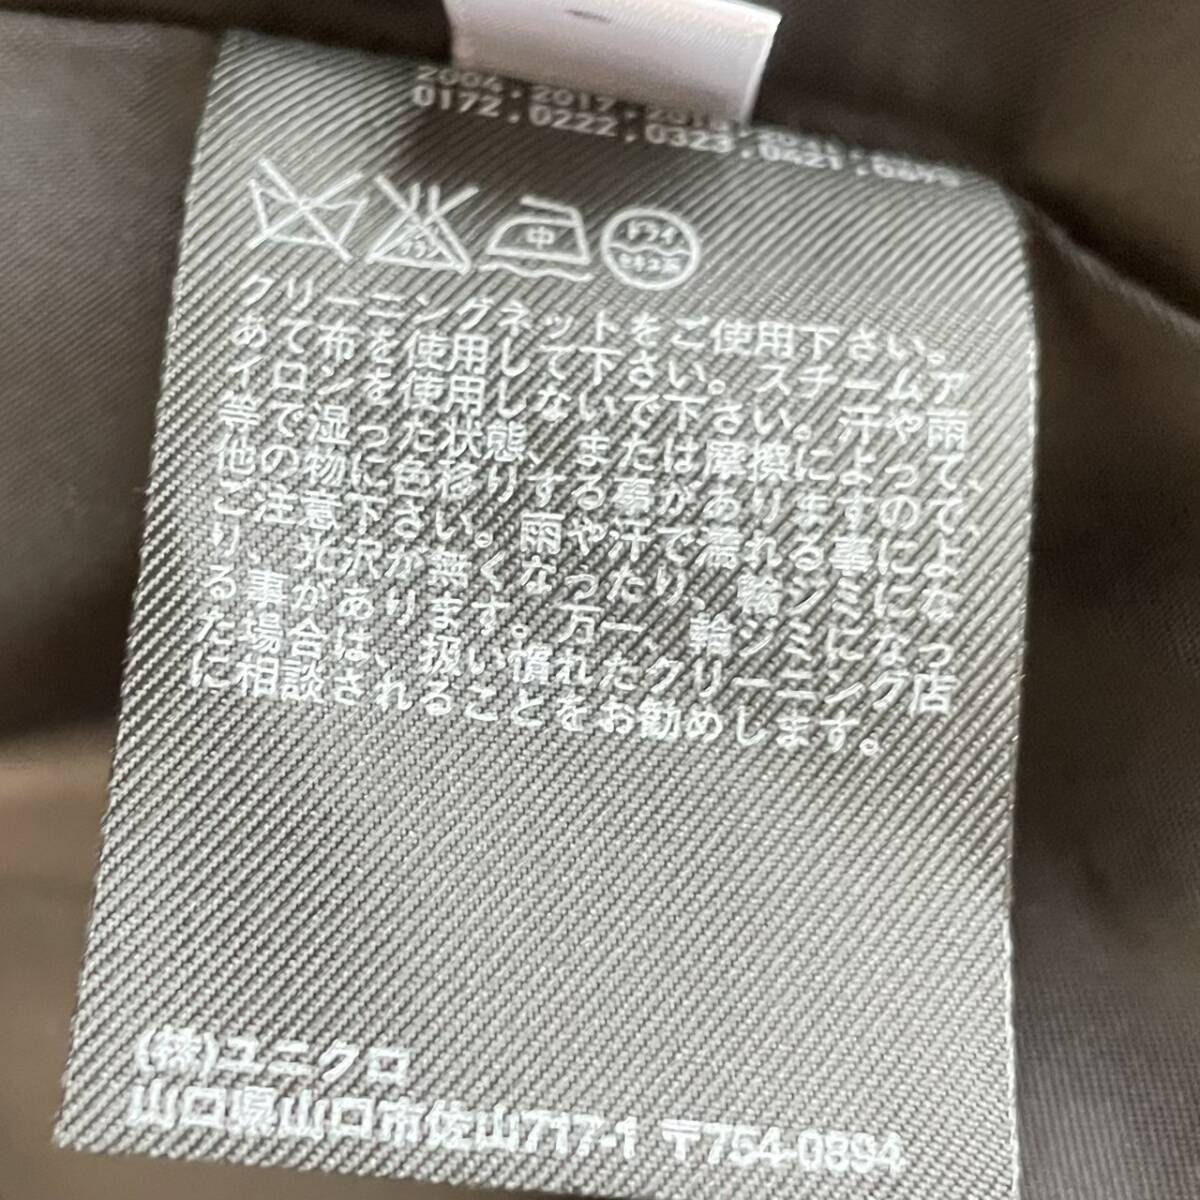 0172.0222.0323.0421
中
ドライ
セキユ系
クリーニングネットをご使用下さい。
あて布を使用して下さい。スチームア
イロンを使用しないで下さい。汗や雨
等で湿った状態、または摩擦によって、
他の物に色移りする事がありますので、
ご注意下さい。雨や汗で濡れる事によ
り、光沢が無くなったり、輪ジミにな
る事があります。万一、輪ジミになっ
た場合は、扱い慣れたクリーニング店
に相談されることをお勧めします。
(株)ユニクロ
山口県山口市佐山717-1 〒754-0894